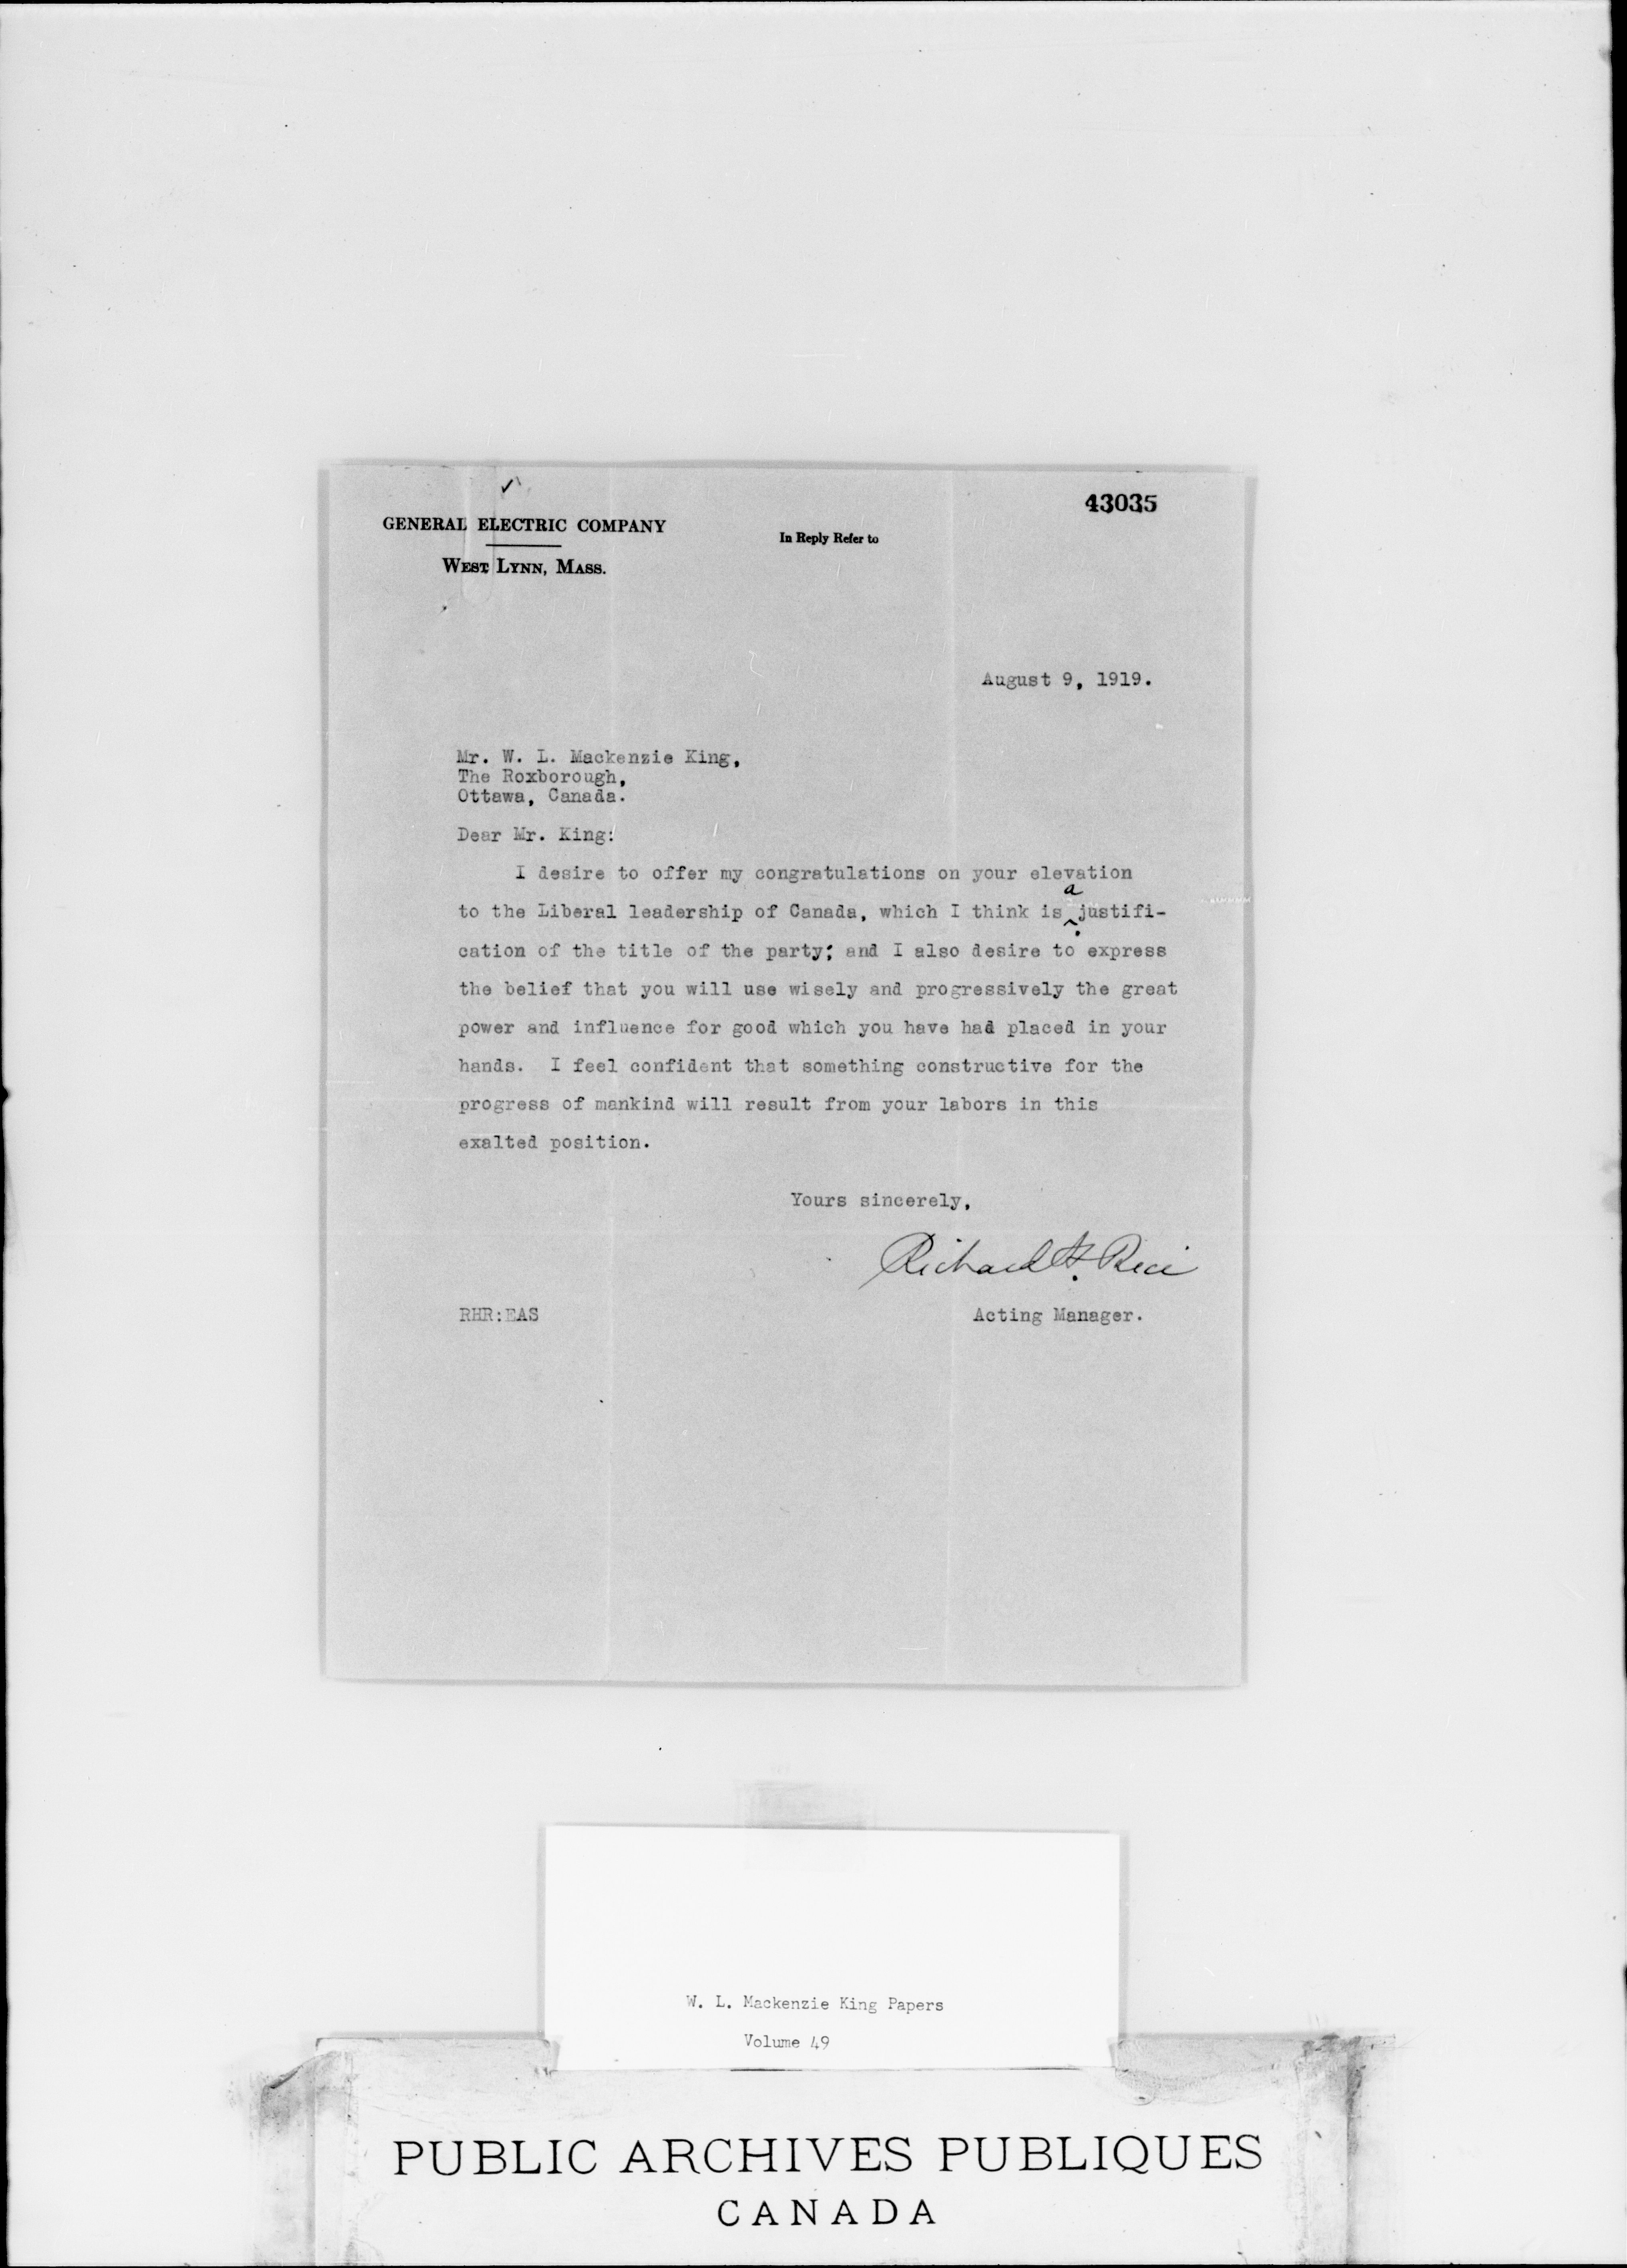 ✓
43035
GENERAL ELECTRIC COMPANY
In Reply Refer to
WEST LYNN, MASS.
August 9, 1919.
Mr. W. L. Mackenzie King,
The Roxborough,
Ottawa, Canada.
Dear Mr. King:
I desire to offer my congratulations on your elevation
to the Liberal leadership of Canada, which I think is a justifi-
cation of the title of the party; and I also desire to express
the belief that you will use wisely and progressively the great
power and influence for good which you have had placed in your
hands. I feel confident that something constructive for the
progress of mankind will result from your labors in this
exalted position.
Yours sincerely,
Richard H. Rice
RHR:EAS
Acting Manager.
W. L. Mackenzie King Papers
Volume 49
PUBLIC ARCHIVES PUBLIQUES
CANADA